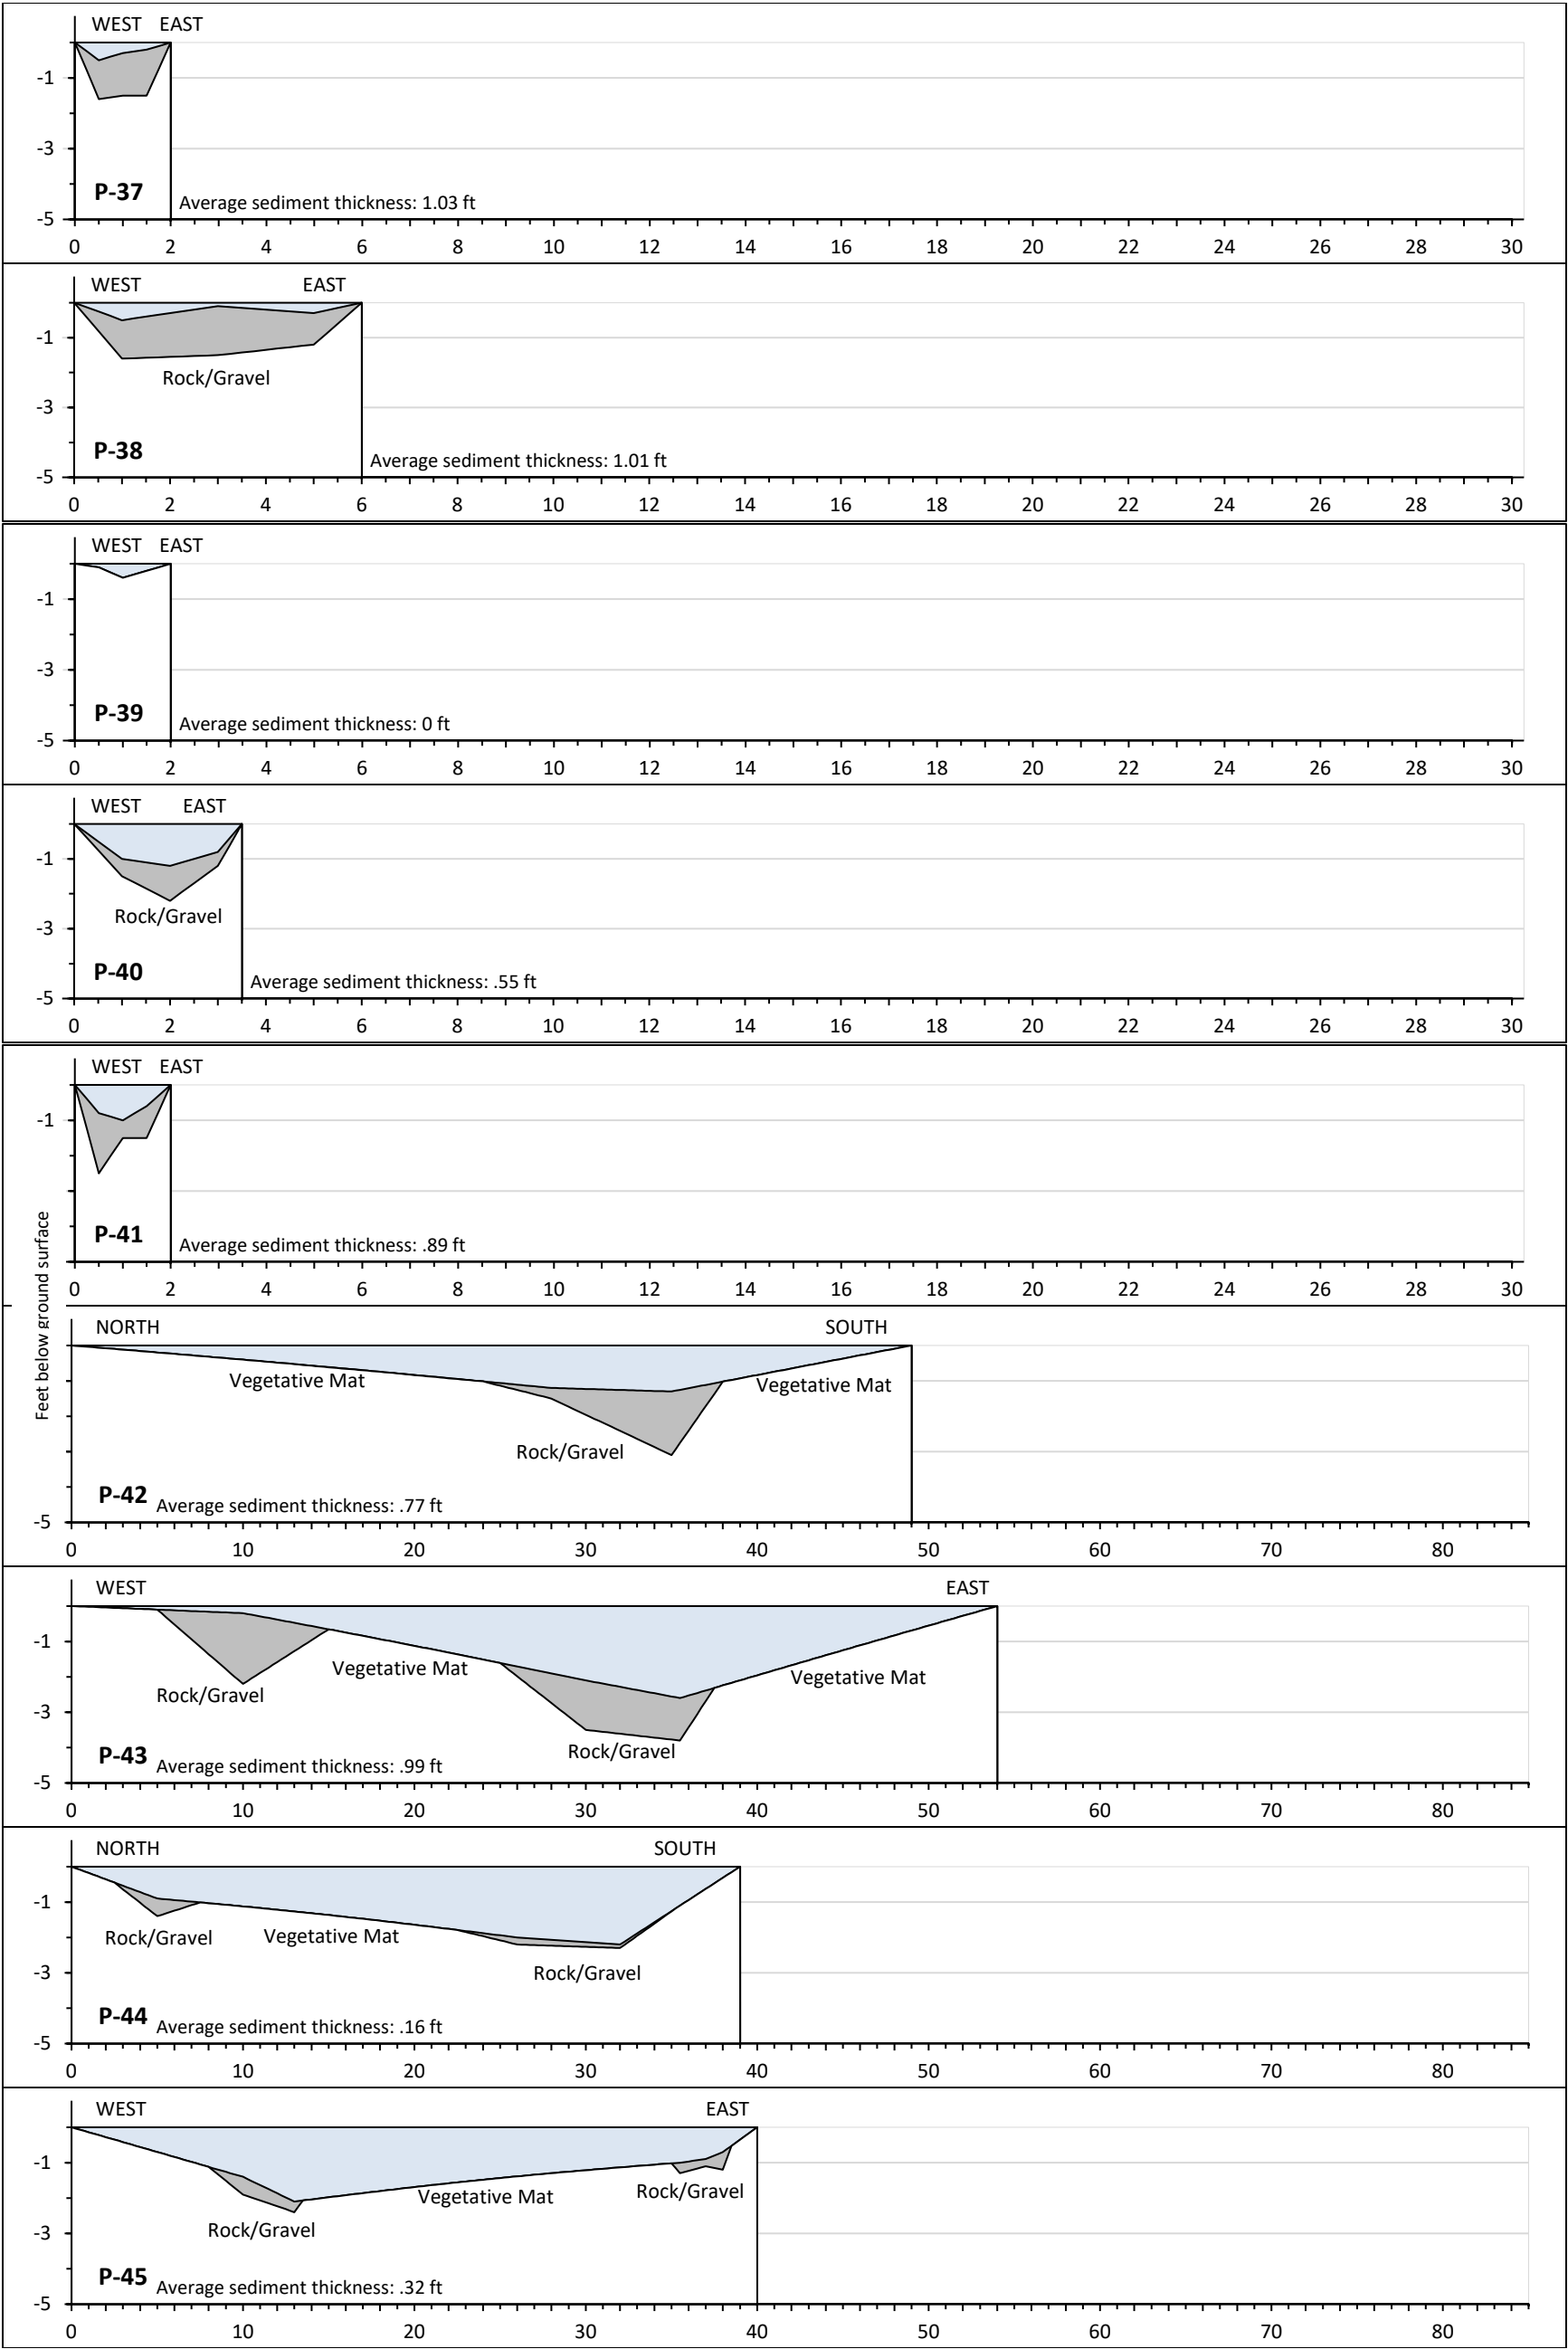 WEST EAST
-1
-3
P-37 Average sediment thickness: 1.03 ft
-5
0 2 4 6 8 10 12 14 16 18 20 22 24 26 28 30
WEST EAST
-1
Rock/Gravel
-3
P-38 Average sediment thickness: 1.01 ft
-5
0 2 4 6 8 10 12 14 16 18 20 22 24 26 28 30
WEST EAST
-1
-3
P-39 Average sediment thickness: 0 ft
-5
0 2 4 6 8 10 12 14 16 18 20 22 24 26 28 30
WEST EAST
-1
Rock/Gravel
-3
P-40 Average sediment thickness: .55 ft
-5
0 2 4 6 8 10 12 14 16 18 20 22 24 26 28 30
WEST EAST
-1
P-41 Average sediment thickness: .89 ft
0 2 4 6 8 10 12 14 16 18 20 22 24 26 28 30
Feet below ground surface
NORTH SOUTH
Vegetative Mat Vegetative Mat
Rock/Gravel
P-42 Average sediment thickness: .77 ft
-5
0 10 20 30 40 50 60 70 80
WEST EAST
-1
Vegetative Mat Vegetative Mat
Rock/Gravel
-3
Rock/Gravel
P-43 Average sediment thickness: .99 ft
-5
0 10 20 30 40 50 60 70 80
NORTH SOUTH
-1
Rock/Gravel Vegetative Mat
-3 Rock/Gravel
P-44 Average sediment thickness: .16 ft
-5
0 10 20 30 40 50 60 70 80
WEST EAST
-1
Vegetative Mat Rock/Gravel
-3 Rock/Gravel
P-45 Average sediment thickness: .32 ft
-5
0 10 20 30 40 50 60 70 80